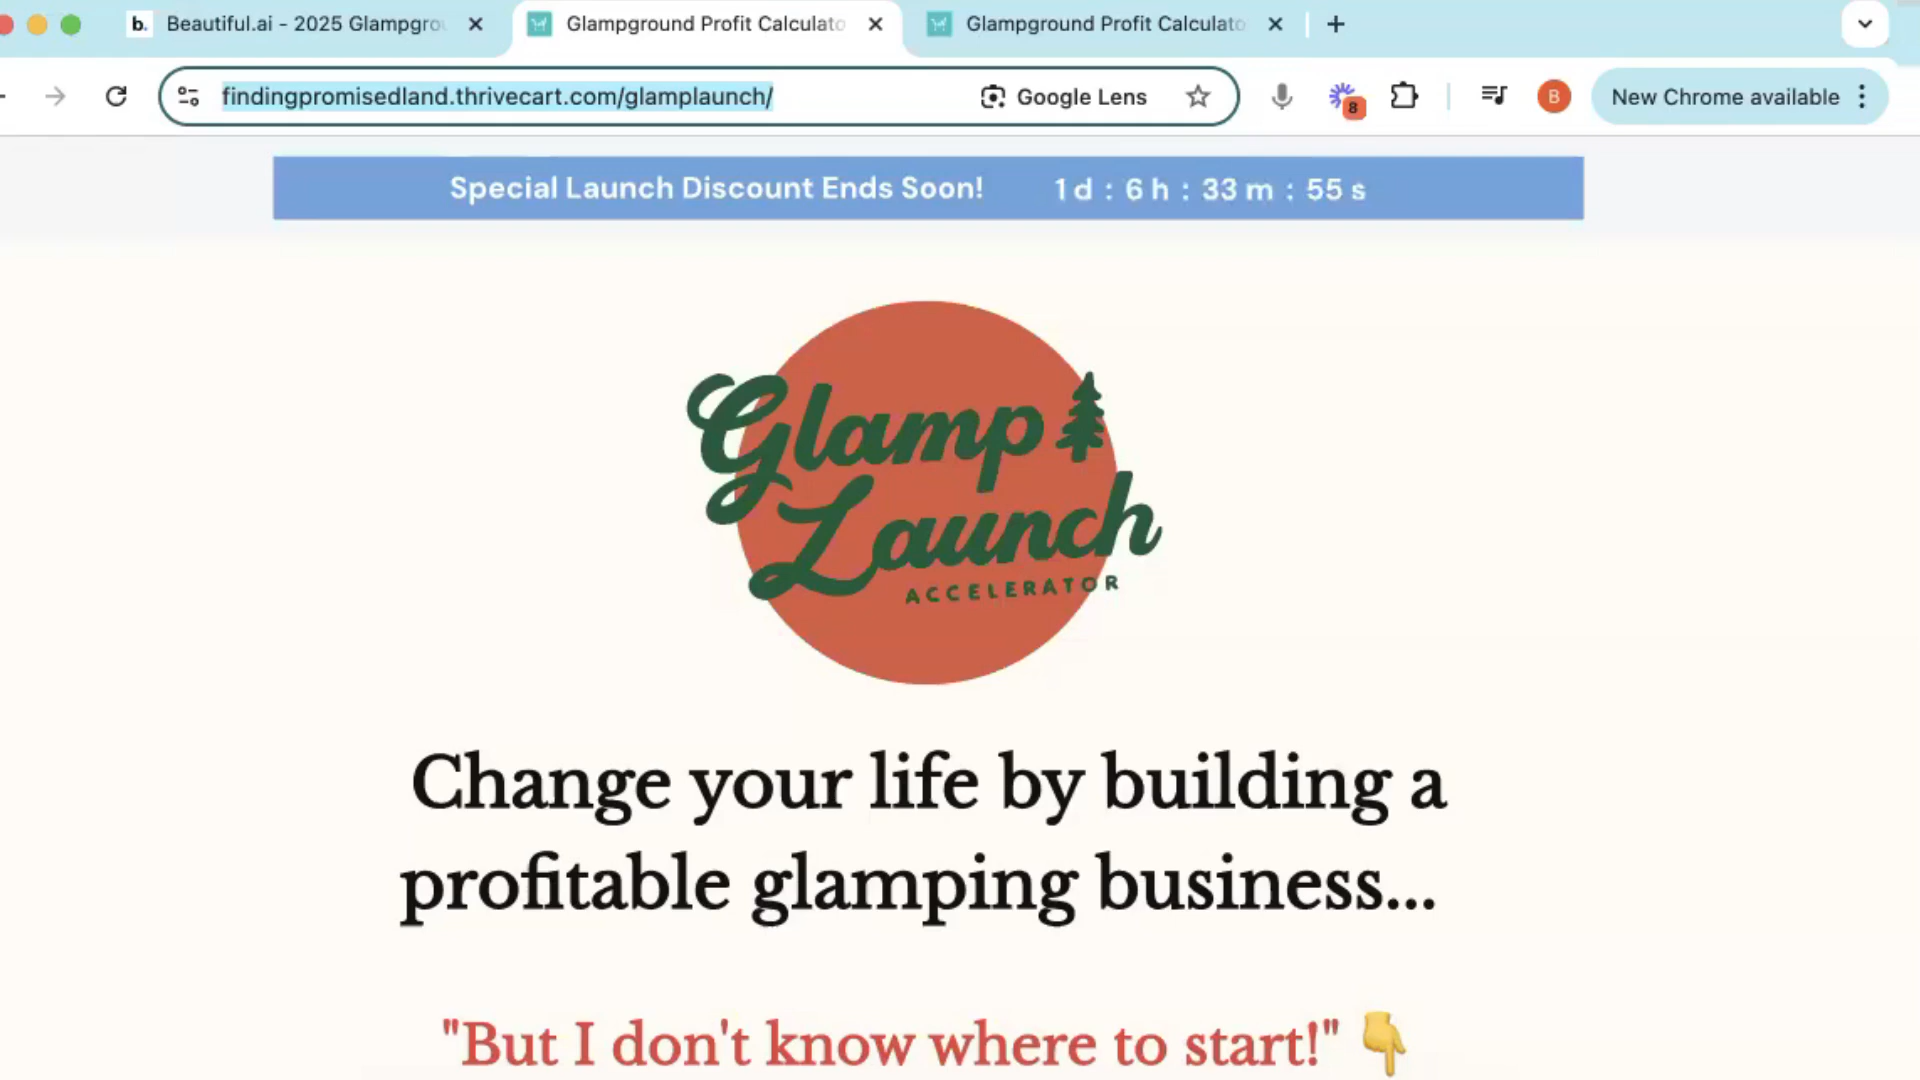 b. Beautiful.ai - 2025 Glampgrou
Glampground Profit Calculato
Glampground Profit Calculato
findingpromisedland.thrivecart.com/glamplaunch/
Google Lens
8
B
New Chrome available
Special Launch Discount Ends Soon! 1 d : 6 h : 33 m : 55 s
Glamp
Launch
ACCELERATOR
Change your life by building a
profitable glamping business...
"But I don't know where to start!" 👇